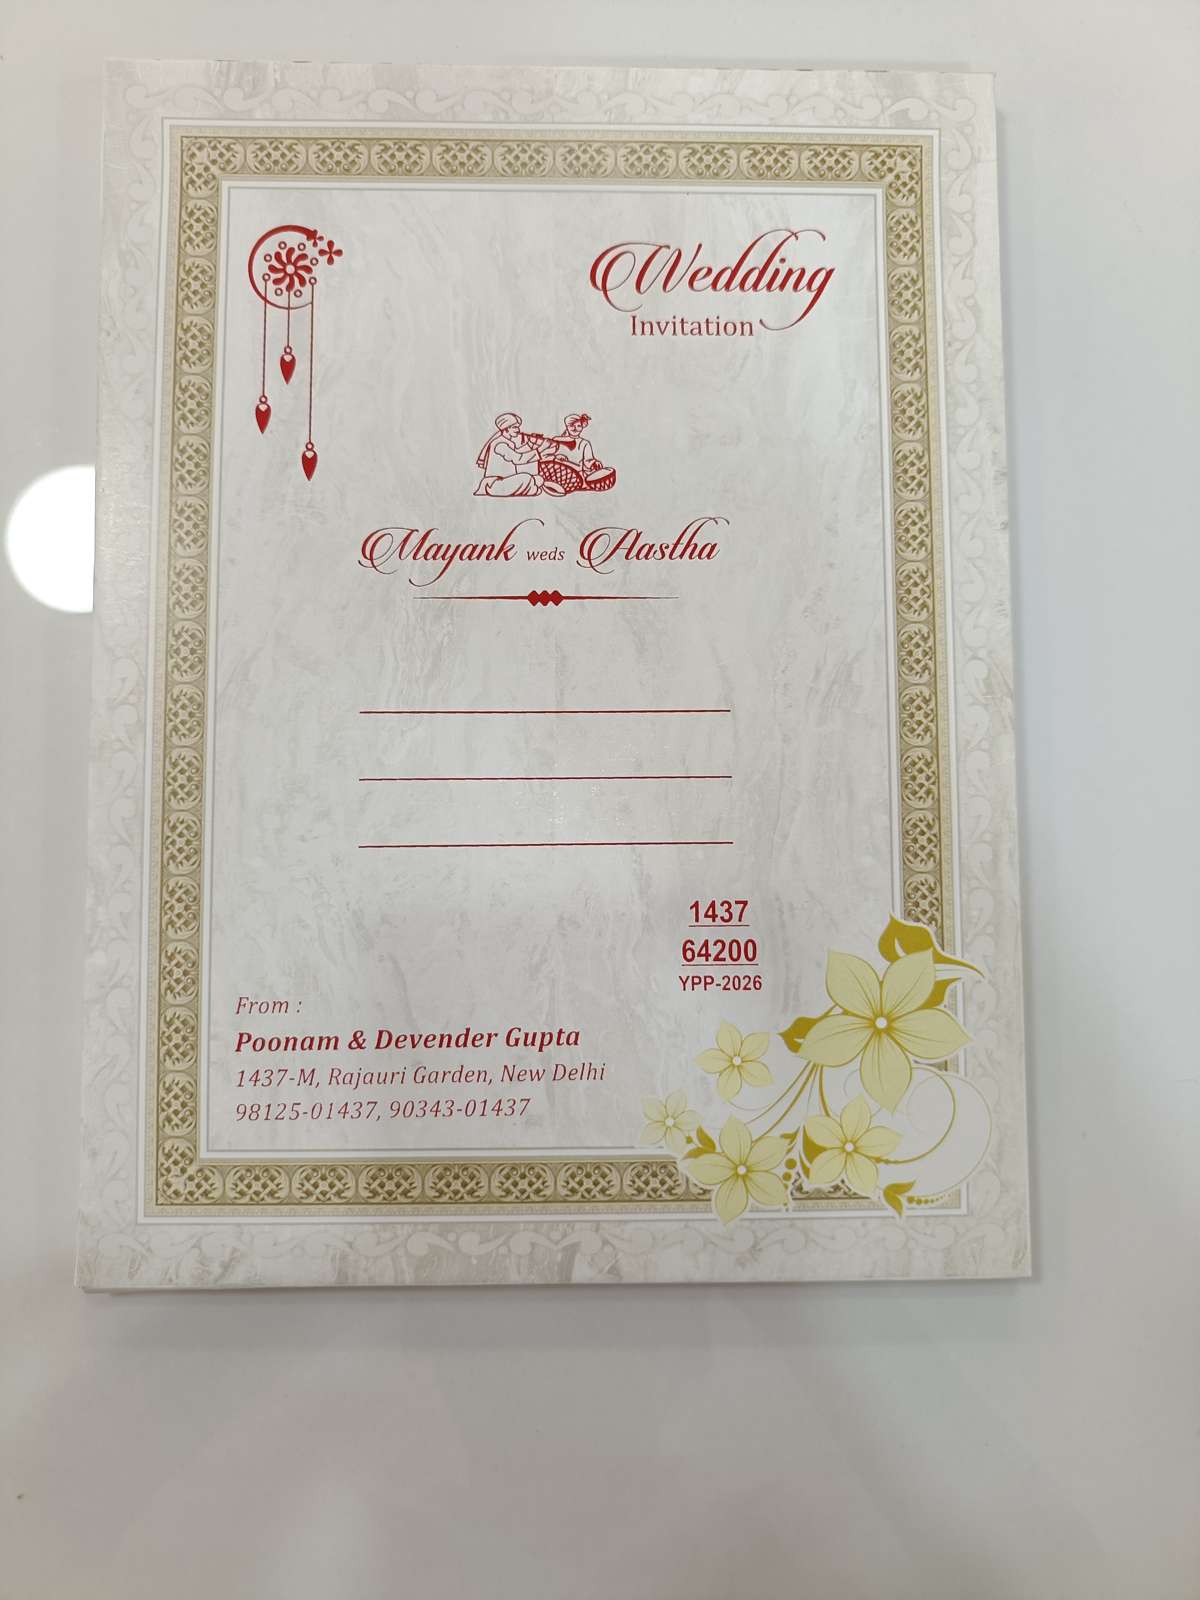 Wedding
Invitation
Mayank weds Aastha
1437
64200
YPP-2026
From :
Poonam & Devender Gupta
1437-M, Rajauri Garden, New Delhi
98125-01437, 90343-01437